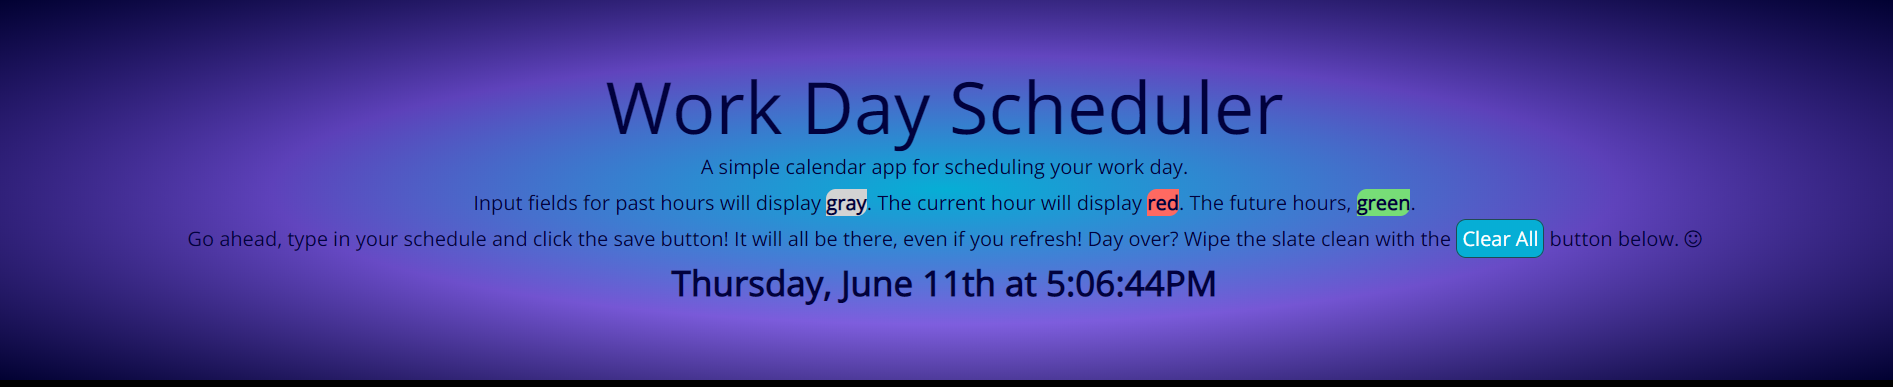 Work Day Scheduler
A simple calendar app for scheduling your work day.
Input fields for past hours will display gray. The current hour will display red. The future hours, green.
Go ahead, type in your schedule and click the save button! It will all be there, even if you refresh! Day over? Wipe the slate clean with the Clear All button below. ☺
Thursday, June 11th at 5:06:44PM